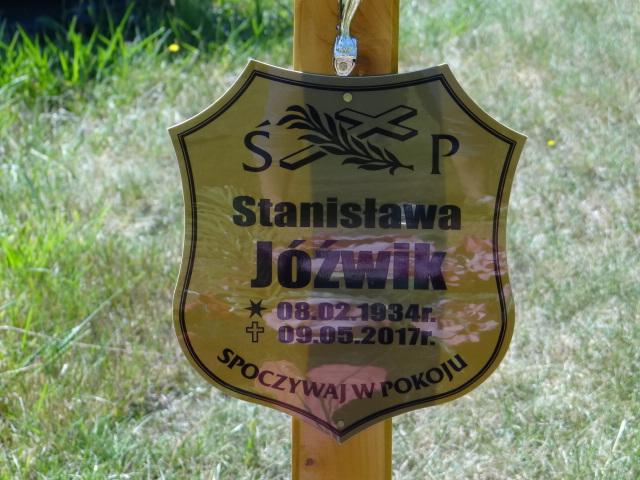 Ś P
Stanisława
Jóźwik
08.02.1934r.
09.05.2017r.
SPOCZYWAJ W POKOJU